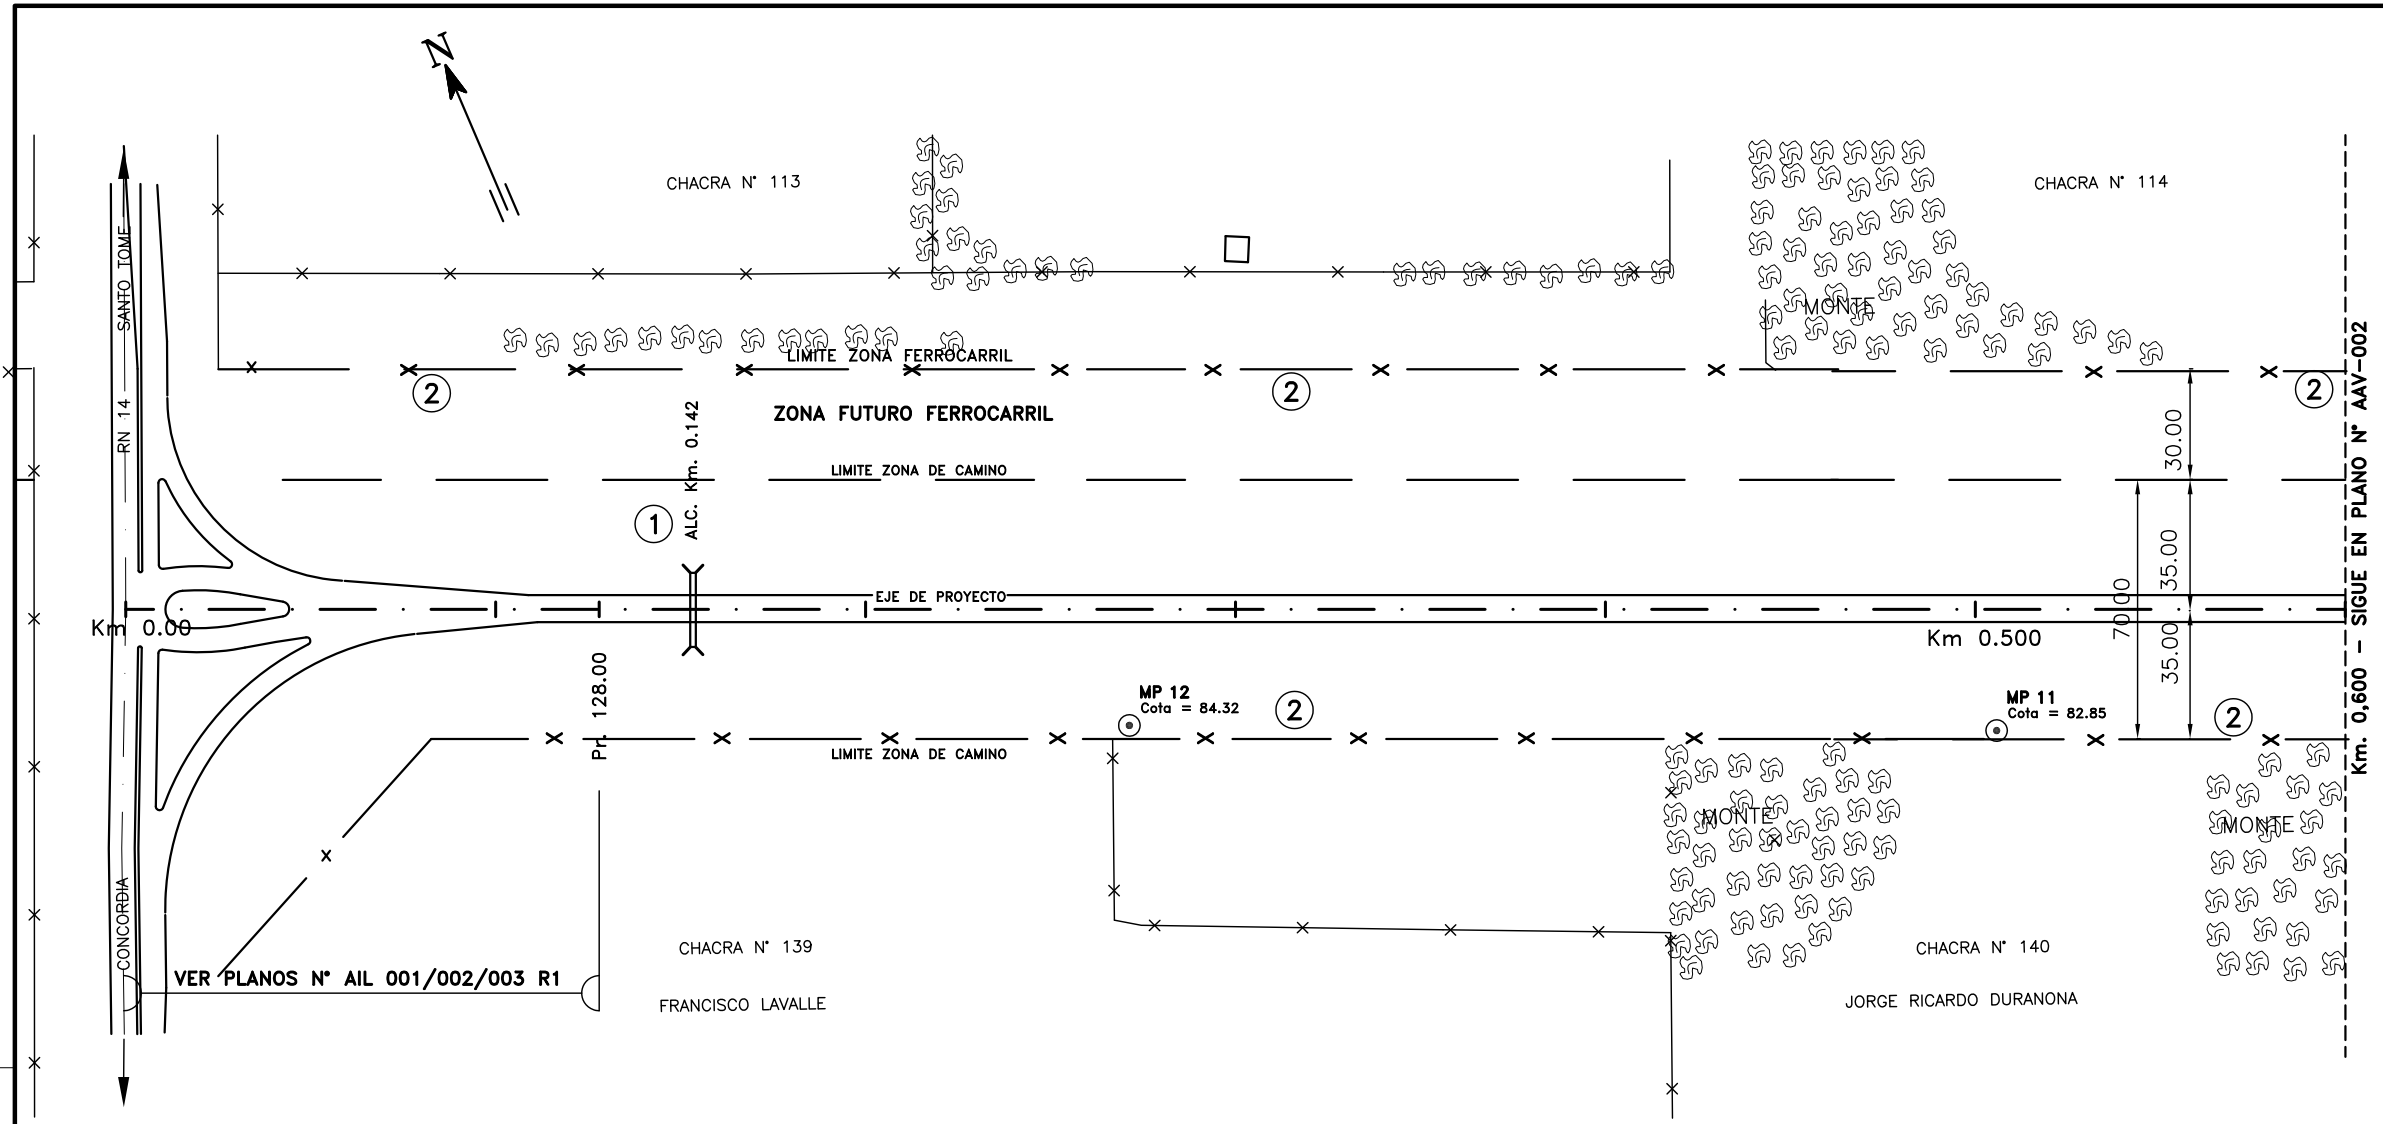 N
CHACRA N° 113
CHACRA N° 114
SANTO TOME
RN 14
MONTE
LIMITE ZONA FERROCARRIL
2
2
2
ZONA FUTURO FERROCARRIL
30.00
LIMITE ZONA DE CAMINO
1
ALC. Km. 0.142
35.00
70.00
35.00
EJE DE PROYECTO
Km 0.00
Km 0.500
Km. 0,600 - SIGUE EN PLANO N° AAV-002
Pr. 128.00
MP 12
Cota = 84.32
2
MP 11
Cota = 82.85
2
LIMITE ZONA DE CAMINO
MONTE
MONTE
CONCORDIA
CHACRA N° 139
CHACRA N° 140
VER PLANOS N° AIL 001/002/003 R1
FRANCISCO LAVALLE
JORGE RICARDO DURANONA